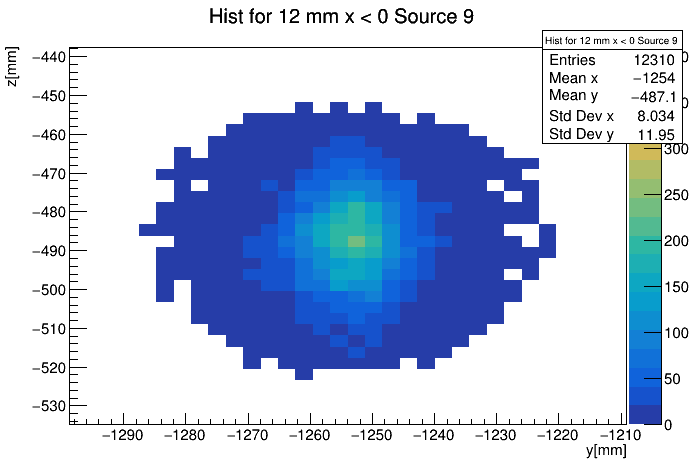 Hist for 12 mm x < 0 Source 9
z[mm]
−440
−450
−460
−470
−480
−490
−500
−510
−520
−530
−1290
−1280
−1270
−1260
−1250
−1240
−1230
−1220
−1210
y[mm]
Hist for 12 mm x < 0 Source 9
Entries 12310
Mean x −1254
Mean y −487.1
Std Dev x 8.034
Std Dev y 11.95
300
250
200
150
100
50
0